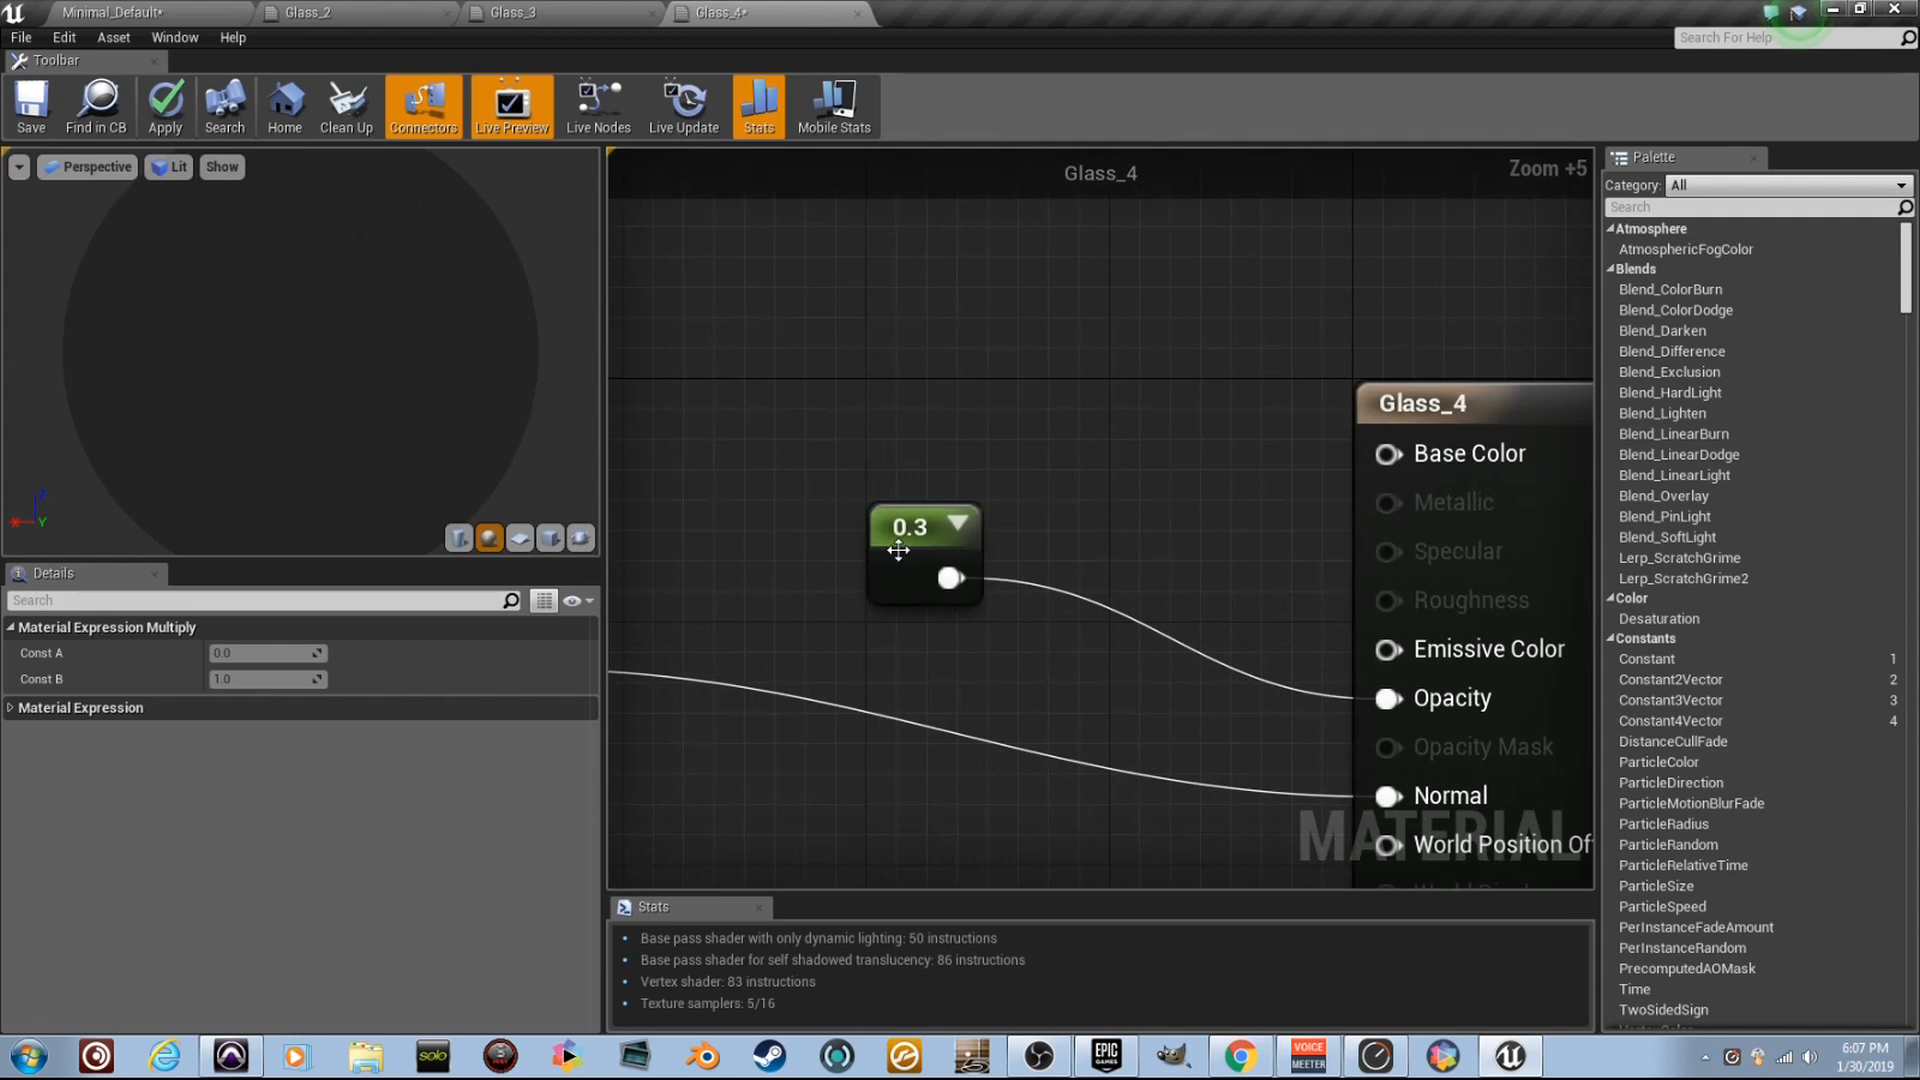 Minimal_Default*
Glass_2
Glass_3
Glass_4*
File Edit Asset Window Help
Search For Help
Toolbar
Save
Find in CB
Apply
Search
Home
Clean Up
Connectors
Live Preview
Live Nodes
Live Update
Stats
Mobile Stats
Perspective
Lit
Show
Glass_4
Zoom +5
Palette
Category: All
Search
Atmosphere
AtmosphericFogColor
Blends
Blend_ColorBurn
Blend_ColorDodge
Blend_Darken
Blend_Difference
Blend_Exclusion
Blend_HardLight
Blend_Lighten
Blend_LinearBurn
Blend_LinearDodge
Blend_LinearLight
Blend_Overlay
Blend_PinLight
Blend_SoftLight
Lerp_ScratchGrime
Lerp_ScratchGrime2
Color
Desaturation
Constants
Constant 1
Constant2Vector 2
Constant3Vector 3
Constant4Vector 4
DistanceCullFade
ParticleColor
ParticleDirection
ParticleMotionBlurFade
ParticleRadius
ParticleRandom
ParticleRelativeTime
ParticleSize
ParticleSpeed
PerInstanceFadeAmount
PerInstanceRandom
PrecomputedAOMask
Time
TwoSidedSign
Y
Details
Search
Material Expression Multiply
Const A 0.0
Const B 1.0
Material Expression
0.3
Glass_4
Base Color
Metallic
Specular
Roughness
Emissive Color
Opacity
Opacity Mask
Normal
World Position Of
MATERIAL
Stats
Base pass shader with only dynamic lighting: 50 instructions
Base pass shader for self shadowed translucency: 86 instructions
Vertex shader: 83 instructions
Texture samplers: 5/16
solo
EPIC
GAMES
VOICE
MEETER
6:07 PM
1/30/2019